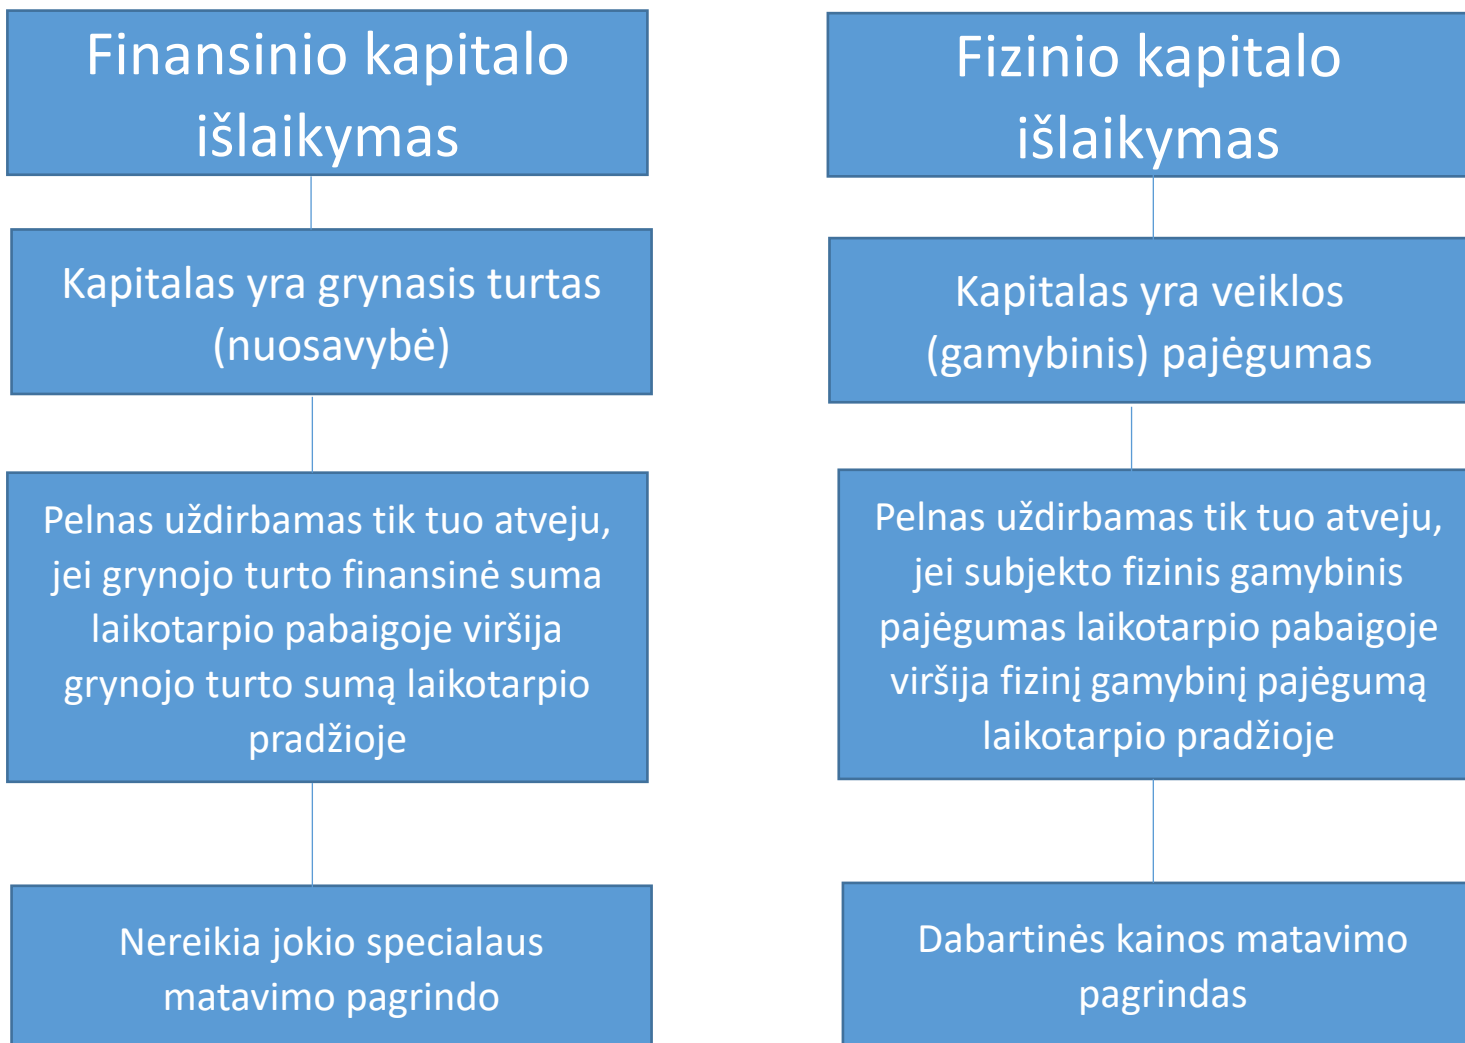 Finansinio kapitalo
išlaikymas
Kapitalas yra grynasis turtas
(nuosavybė)
Pelnas uždirbamas tik tuo atveju,
jei grynojo turto finansinė suma
laikotarpio pabaigoje viršija
grynojo turto sumą laikotarpio
pradžioje
Nereikia jokio specialaus
matavimo pagrindo
Fizinio kapitalo
išlaikymas
Kapitalas yra veiklos
(gamybinis) pajėgumas
Pelnas uždirbamas tik tuo atveju,
jei subjekto fizinis gamybinis
pajėgumas laikotarpio pabaigoje
viršija fizinį gamybinį pajėgumą
laikotarpio pradžioje
Dabartinės kainos matavimo
pagrindas